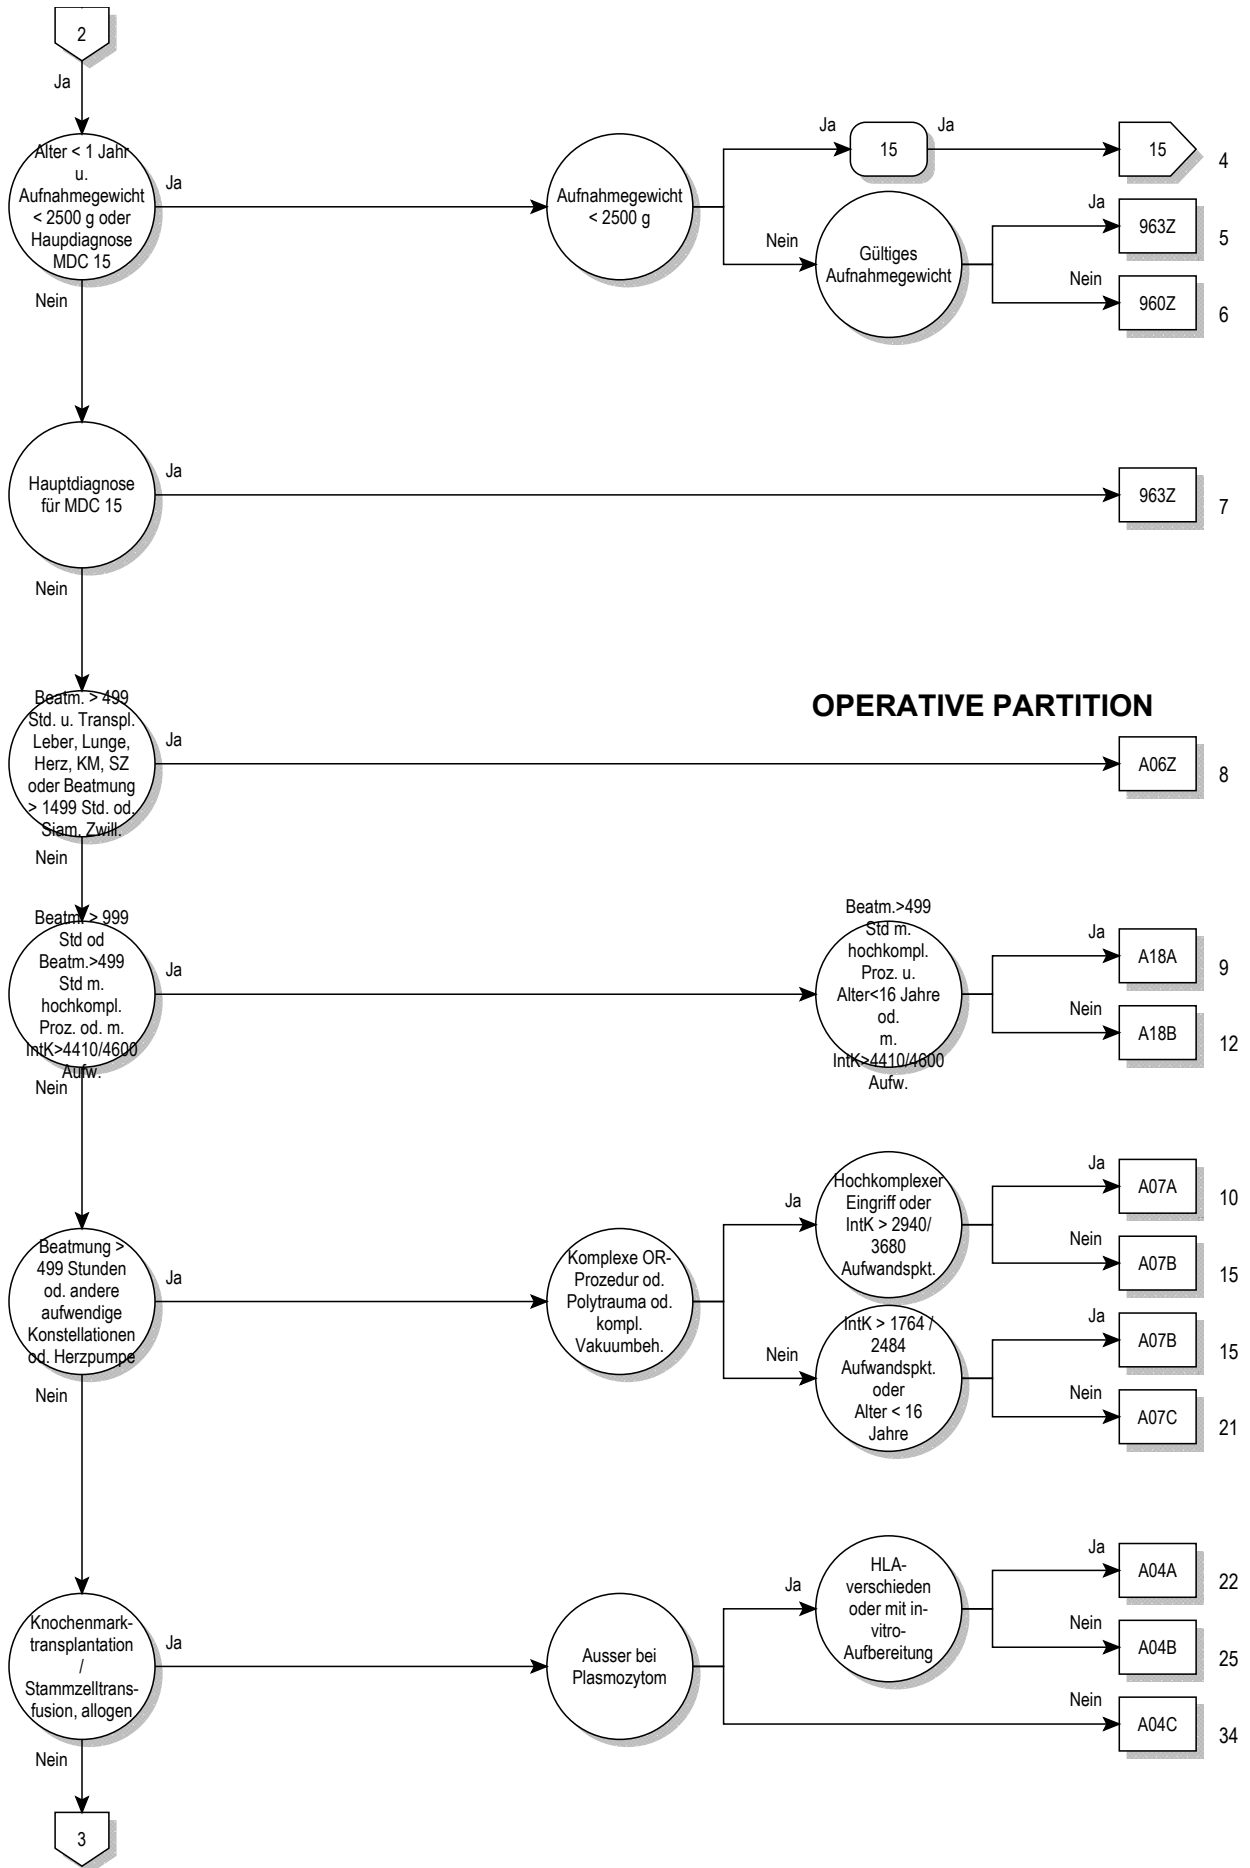 2
Ja
Alter < 1 Jahr
u.
Aufnahmegewicht
< 2500 g oder
Haupdiagnose
MDC 15
Ja
Aufnahmegewicht
< 2500 g
Ja
15
Ja
15
4
Nein
Gültiges
Aufnahmegewicht
Ja
963Z
5
Nein
960Z
6
Nein
Hauptdiagnose
für MDC 15
Ja
963Z
7
Nein
OPERATIVE PARTITION
Beatm. > 499
Std. u. Transpl.
Leber, Lunge,
Herz, KM, SZ
oder Beatmung
> 1499 Std. od.
Siam. Zwill.
Ja
A06Z
8
Nein
Beatm. > 999
Std od
Beatm.>499
Std m.
hochkompl.
Proz. od. m.
IntK>4410/4600
Aufw.
Ja
Beatm.>499
Std m.
hochkompl.
Proz. u.
Alter<16 Jahre
od.
m.
IntK>4410/4600
Aufw.
Ja
A18A
9
Nein
A18B
12
Nein
Beatmung >
499 Stunden
od. andere
aufwendige
Konstellationen
od. Herzpumpe
Ja
Komplexe OR-
Prozedur od.
Polytrauma od.
kompl.
Vakuumbeh.
Ja
Hochkomplexer
Eingriff oder
IntK > 2940/
3680
Aufwandspkt.
Ja
A07A
10
Nein
A07B
15
Nein
IntK > 1764 /
2484
Aufwandspkt.
oder
Alter < 16
Jahre
Ja
A07B
15
Nein
A07C
21
Nein
Knochenmark-
transplantation
/
Stammzelltrans-
fusion, allogen
Ja
Ausser bei
Plasmozytom
Ja
HLA-
verschieden
oder mit in-
vitro-
Aufbereitung
Ja
A04A
22
Nein
A04B
25
Nein
A04C
34
Nein
3